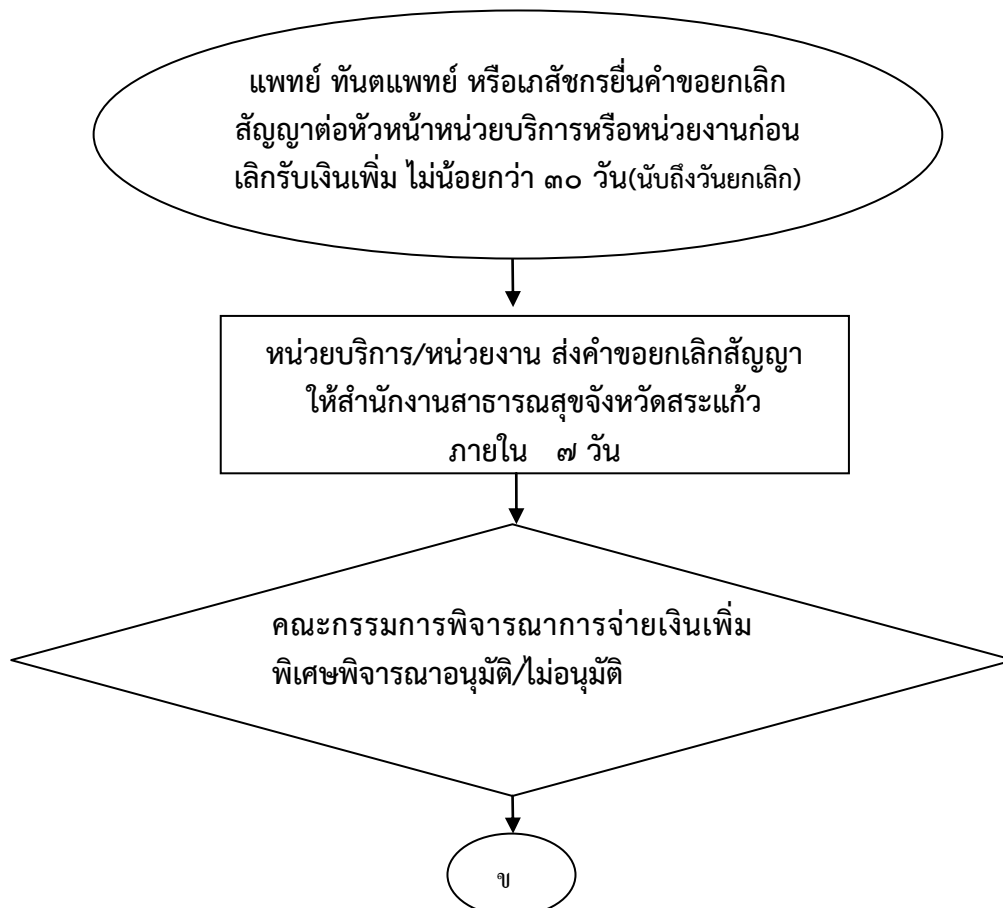 แพทย์ ทันตแพทย์ หรือเภสัชกรยื่นคำขอยกเลิก
สัญญาต่อหัวหน้าหน่วยบริการหรือหน่วยงานก่อน
เลิกรับเงินเพิ่ม ไม่น้อยกว่า ๓๐ วัน(นับถึงวันยกเลิก)
หน่วยบริการ/หน่วยงาน ส่งคำขอยกเลิกสัญญา
ให้สำนักงานสาธารณสุขจังหวัดสระแก้ว
ภายใน ๗ วัน
คณะกรรมการพิจารณาการจ่ายเงินเพิ่ม
พิเศษพิจารณาอนุมัติ/ไม่อนุมัติ
ข